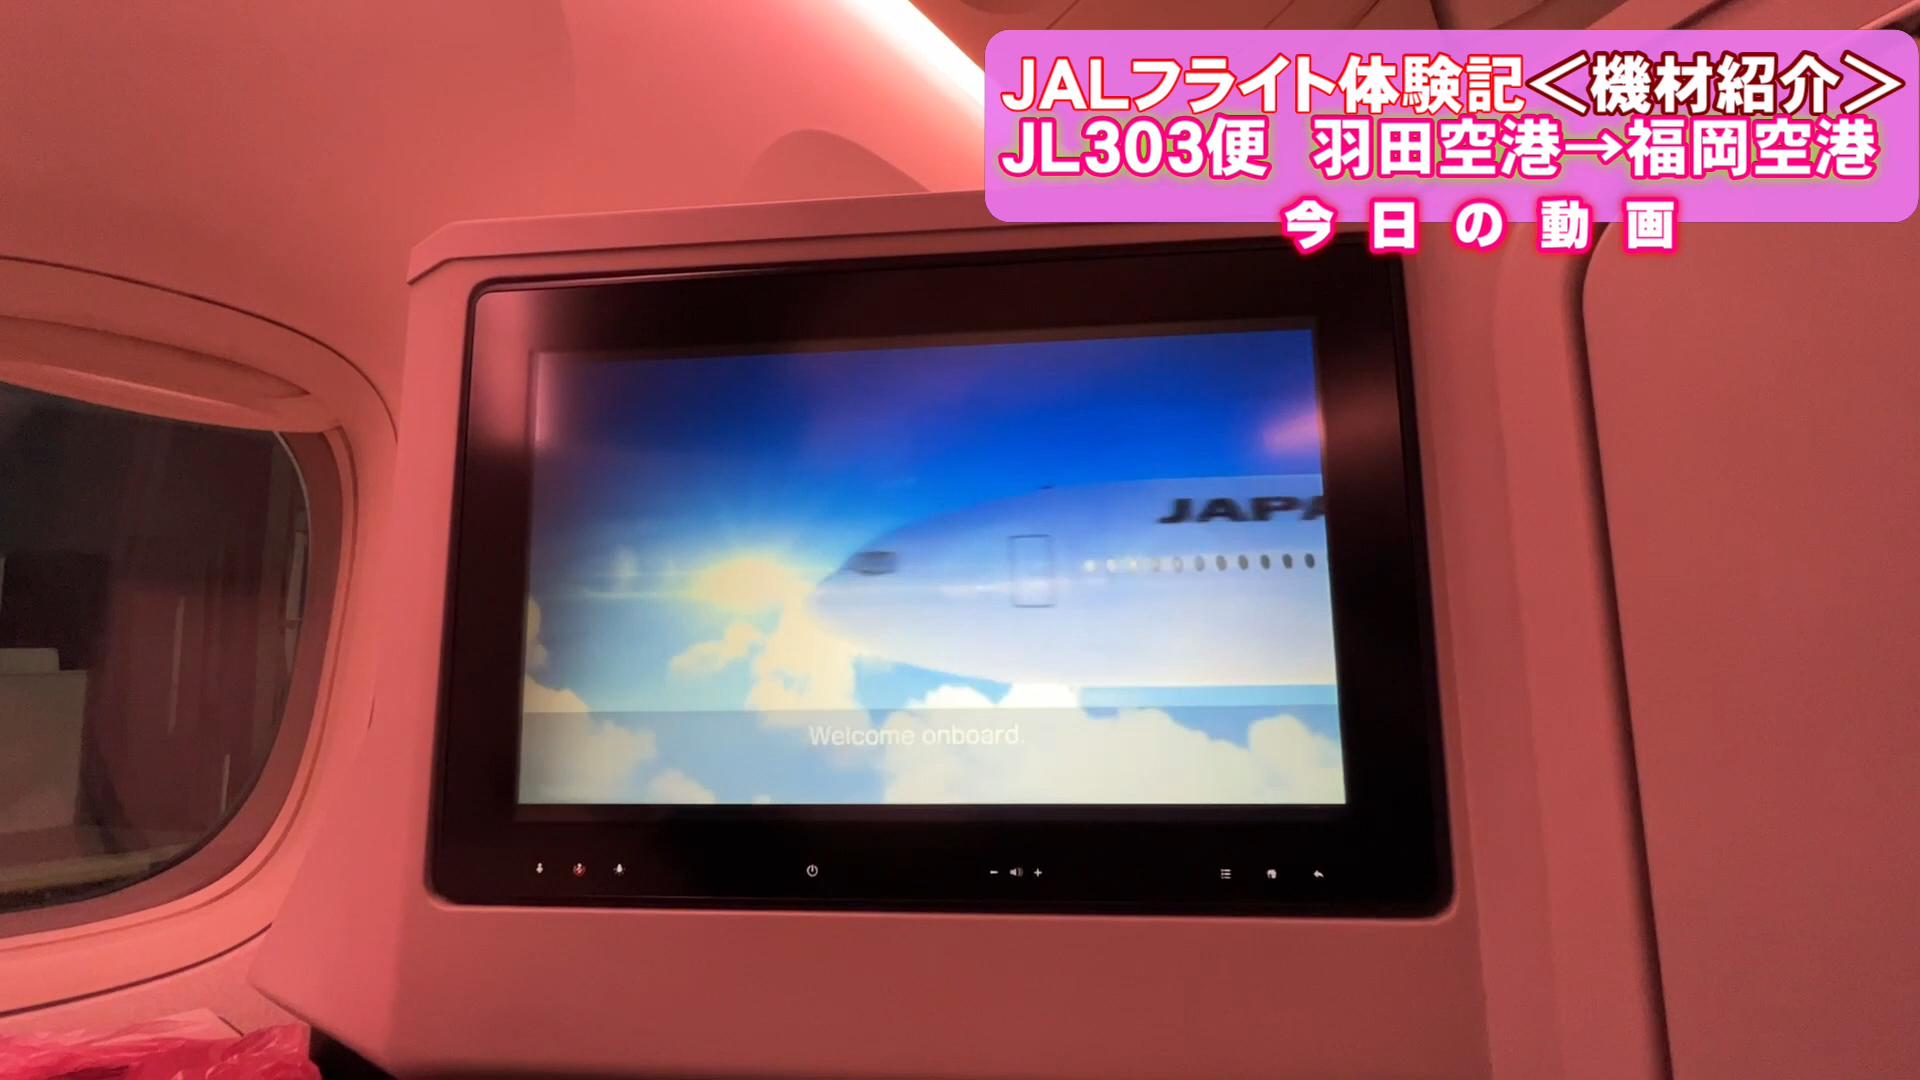 JALフライト体験記＜機材紹介＞
JL303便 羽田空港→福岡空港
今日の動画
JAPA
Welcome onboard.